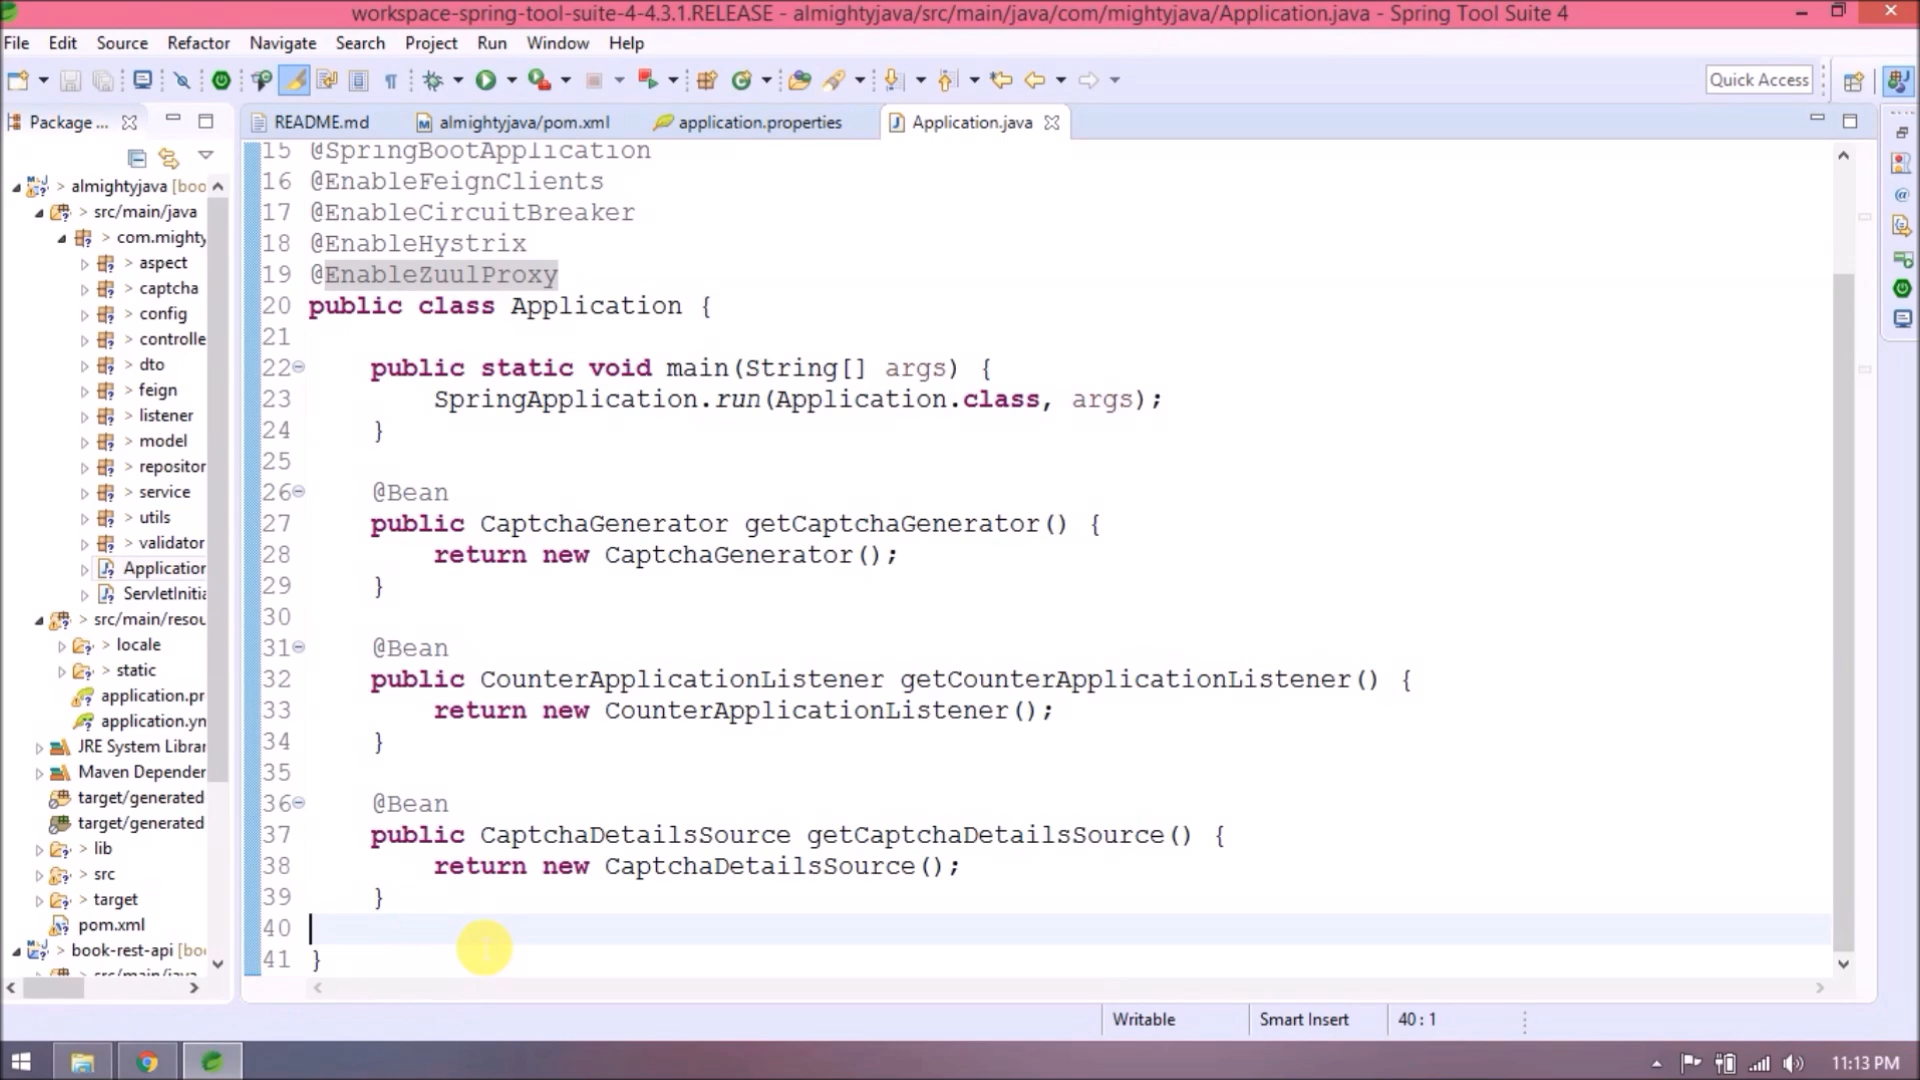 workspace-spring-tool-suite-4-4.3.1.RELEASE - almightyjava/src/main/java/com/mightyjava/Application.java - Spring Tool Suite 4
File Edit Source Refactor Navigate Search Project Run Window Help
Quick Access
Package ...
README.md
almightyjava/pom.xml
application.properties
Application.java
> almightyjava [boo
> src/main/java
> com.mighty
> aspect
> captcha
> config
> controlle
> dto
> feign
> listener
> model
> repositor
> service
> utils
> validator
Application
ServletInitia
> src/main/resou
> locale
> static
application.pr
application.yn
JRE System Librar
Maven Depender
target/generated
target/generated
> lib
> src
> target
pom.xml
> book-rest-api [boo
> src/main/java
15 @SpringBootApplication
16 @EnableFeignClients
17 @EnableCircuitBreaker
18 @EnableHystrix
19 @EnableZuulProxy
20 public class Application {
21
22 public static void main(String[] args) {
23 SpringApplication.run(Application.class, args);
24 }
25
26 @Bean
27 public CaptchaGenerator getCaptchaGenerator() {
28 return new CaptchaGenerator();
29 }
30
31 @Bean
32 public CounterApplicationListener getCounterApplicationListener() {
33 return new CounterApplicationListener();
34 }
35
36 @Bean
37 public CaptchaDetailsSource getCaptchaDetailsSource() {
38 return new CaptchaDetailsSource();
39 }
40
41 }
Writable
Smart Insert
40 : 1
11:13 PM